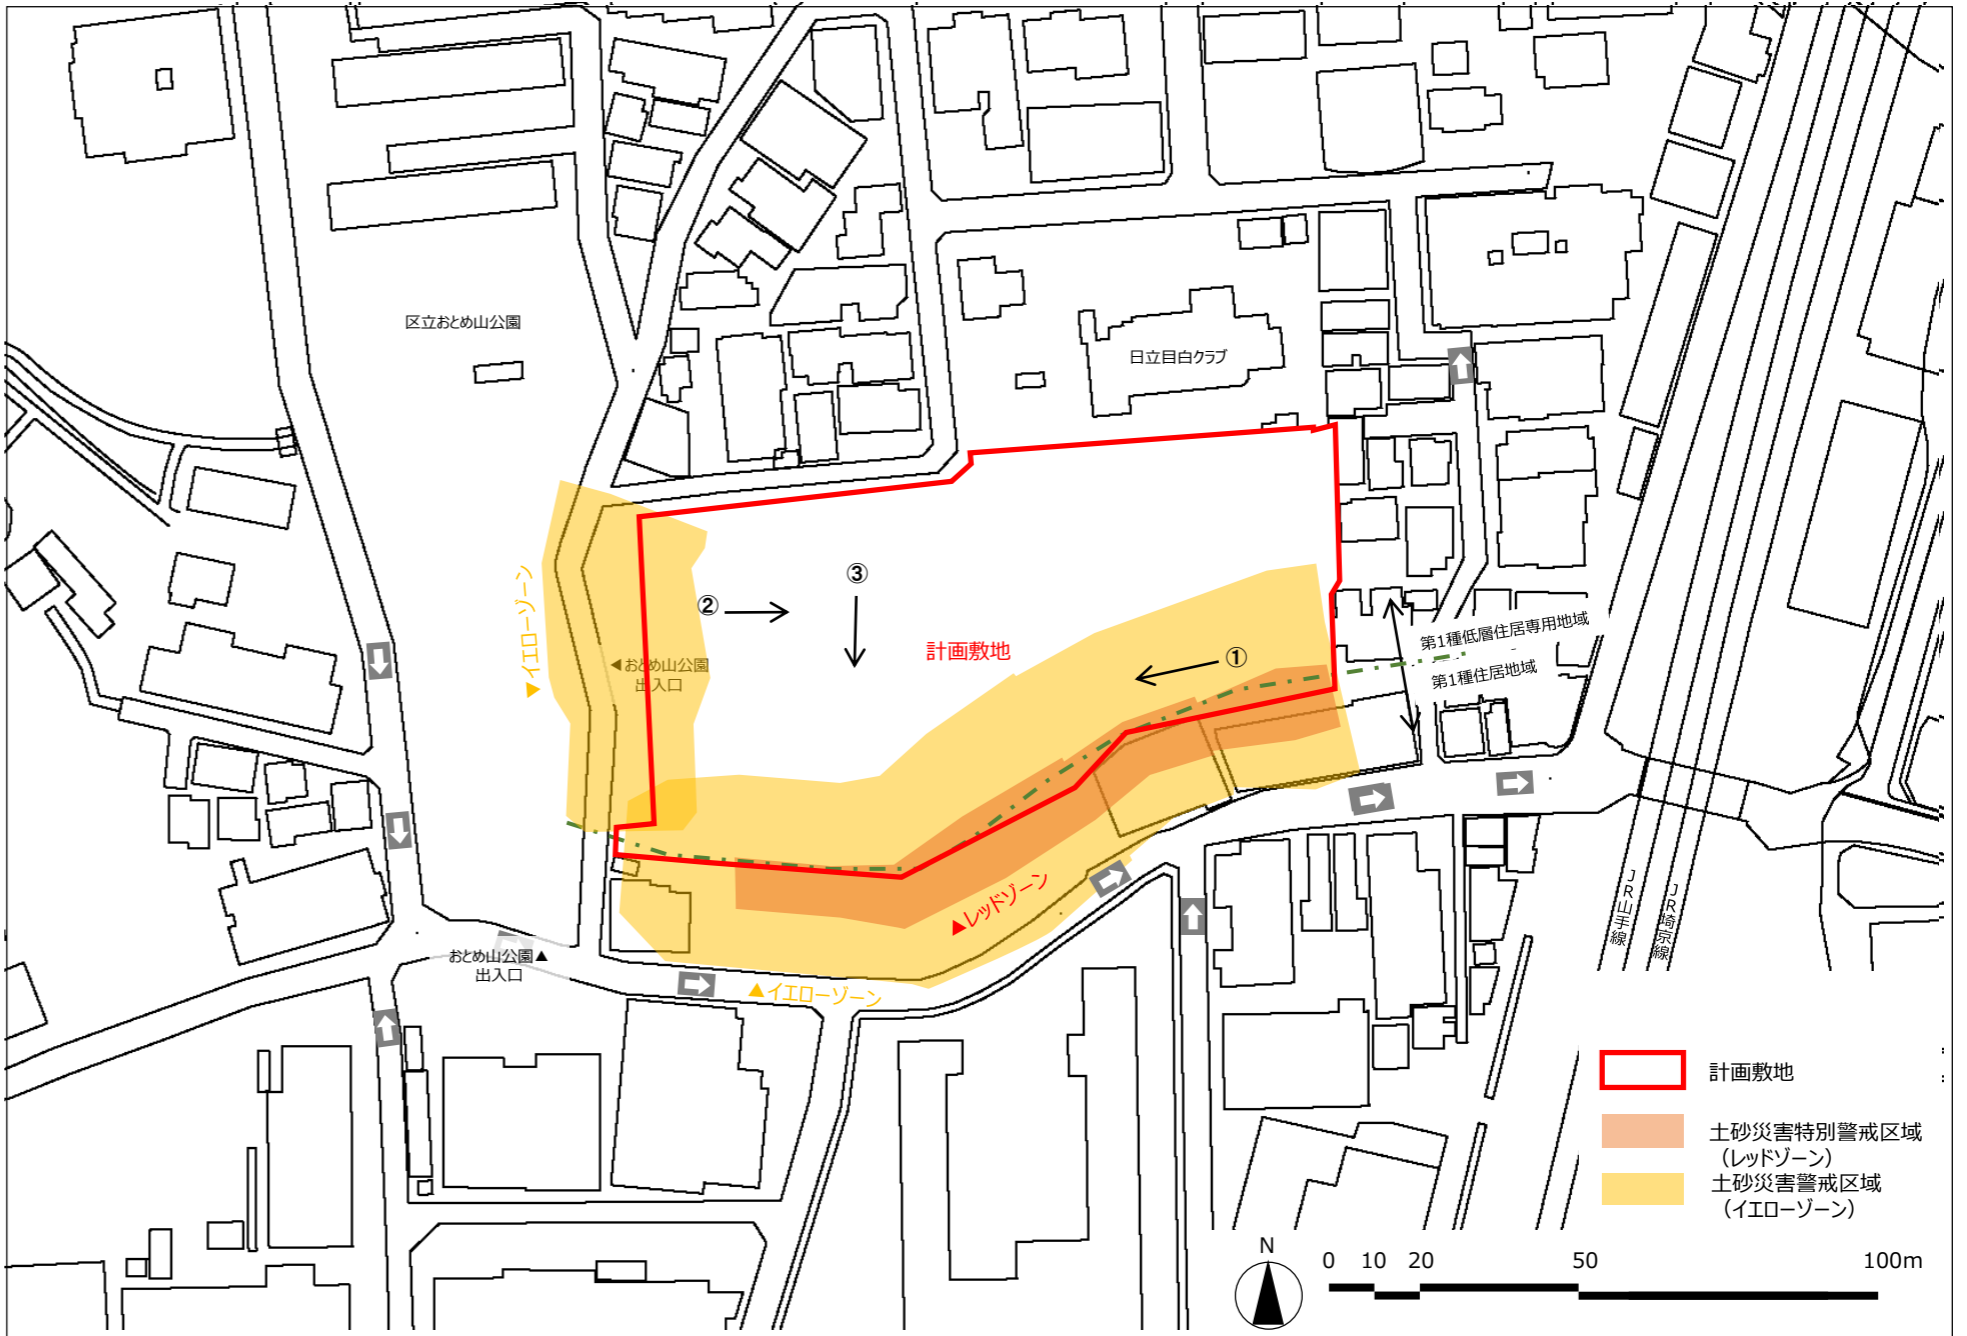 区立おとめ山公園
日立目白クラブ
▼イエローゾーン
②
③
計画敷地
①
◀おとめ山公園
出入口
第1種低層住居専用地域
第1種住居地域
▲レッドゾーン
おとめ山公園▲
出入口
▲イエローゾーン
JR山手線
JR埼京線
計画敷地
土砂災害特別警戒区域
（レッドゾーン）
土砂災害警戒区域
（イエローゾーン）
N
0 10 20 50 100m